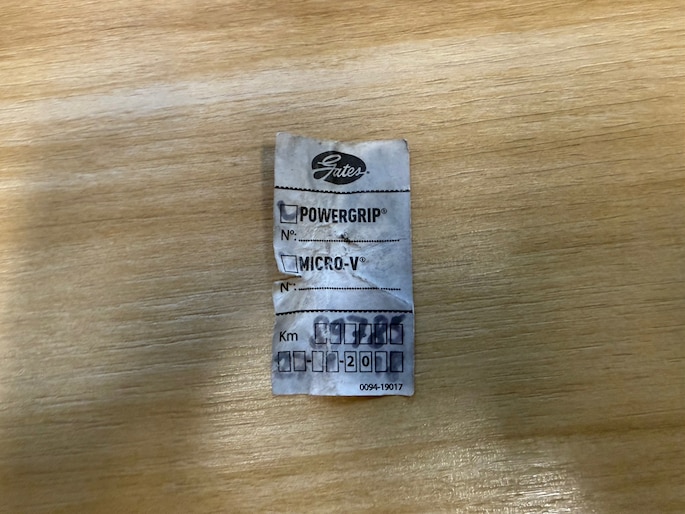 Gates
POWERGRIP®
N°:
MICRO-V®
N°:
Km
20
0094-19017